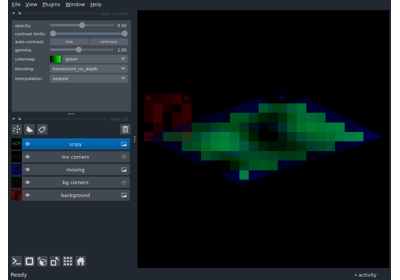 File View Plugins Window Help
layer controls
opacity: 0.50
contrast limits:
auto-contrast: once continuous
gamma: 1.00
colormap: green
blending: translucent_no_depth
interpolation: nearest
layer list
scipy
mv corners
moving
bg corners
background
Ready activity